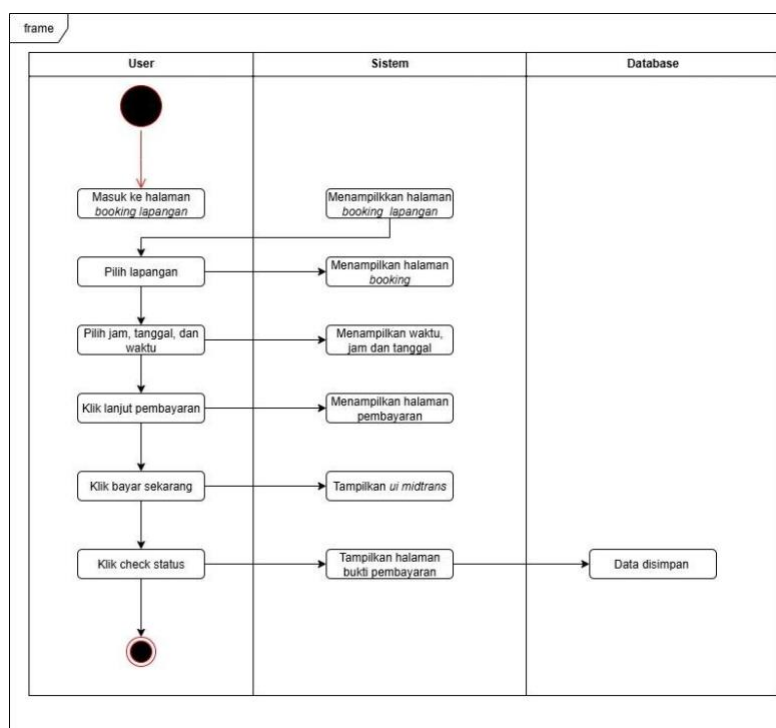 frame
User
Sistem
Database
Masuk ke halaman
booking lapangan
Menampilkkan halaman
booking lapangan
Pilih lapangan
Menampilkan halaman
booking
Pilih jam, tanggal, dan
waktu
Menampilkan waktu,
jam dan tanggal
Klik lanjut pembayaran
Menampilkan halaman
pembayaran
Klik bayar sekarang
Tampilkan ui midtrans
Klik check status
Tampilkan halaman
bukti pembayaran
Data disimpan